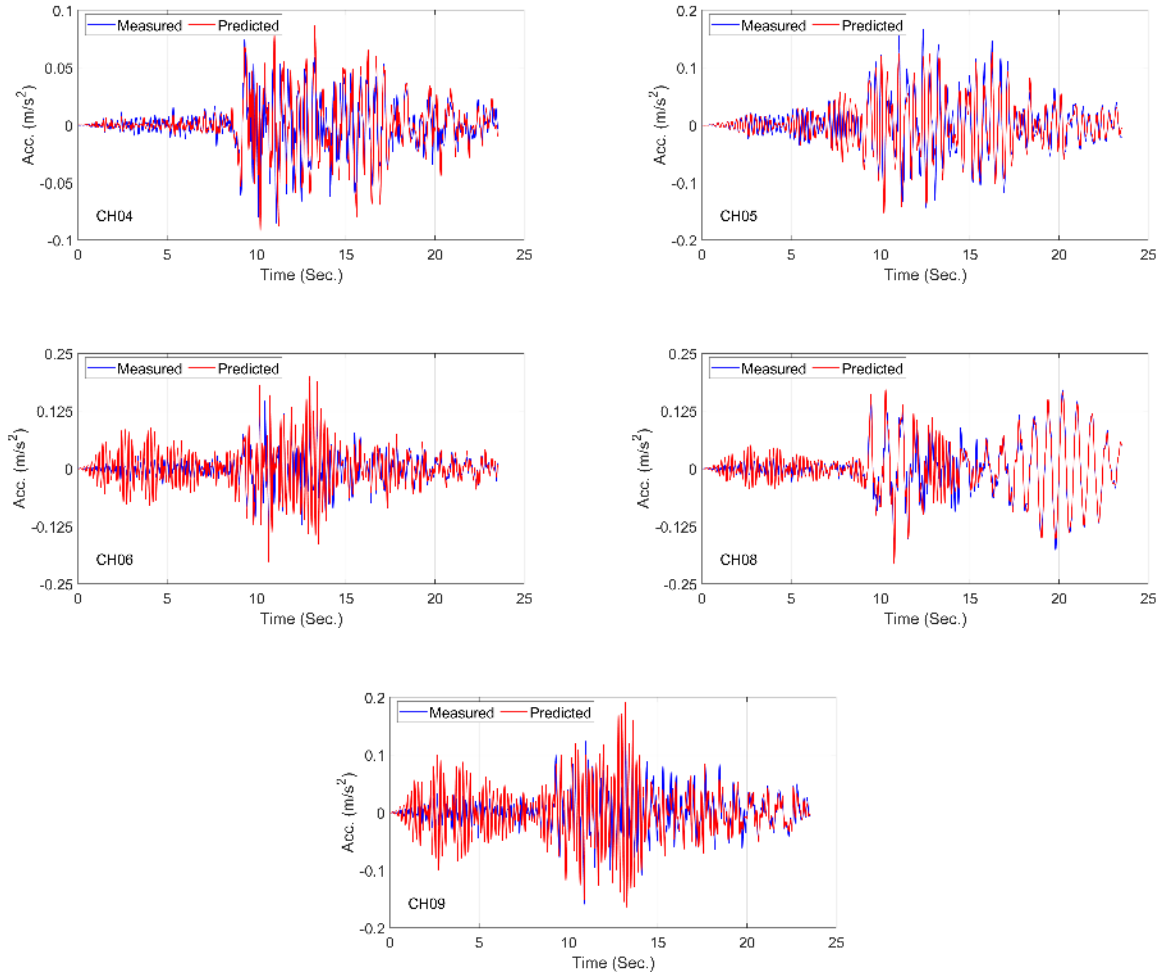 0.1
Measured Predicted
0.05
0
-0.05
-0.1
Acc. (m/s²)
CH04
0 5 10 15 20 25
Time (Sec.)
0.2
Measured Predicted
0.1
0
-0.1
-0.2
Acc. (m/s²)
CH05
0 5 10 15 20 25
Time (Sec.)
0.25
Measured Predicted
0.125
0
-0.125
-0.25
Acc. (m/s²)
CH06
0 5 10 15 20 25
Time (Sec.)
0.25
Measured Predicted
0.125
0
-0.125
-0.25
Acc. (m/s²)
CH08
0 5 10 15 20 25
Time (Sec.)
0.2
Measured Predicted
0.1
0
-0.1
-0.2
Acc. (m/s²)
CH09
0 5 10 15 20 25
Time (Sec.)